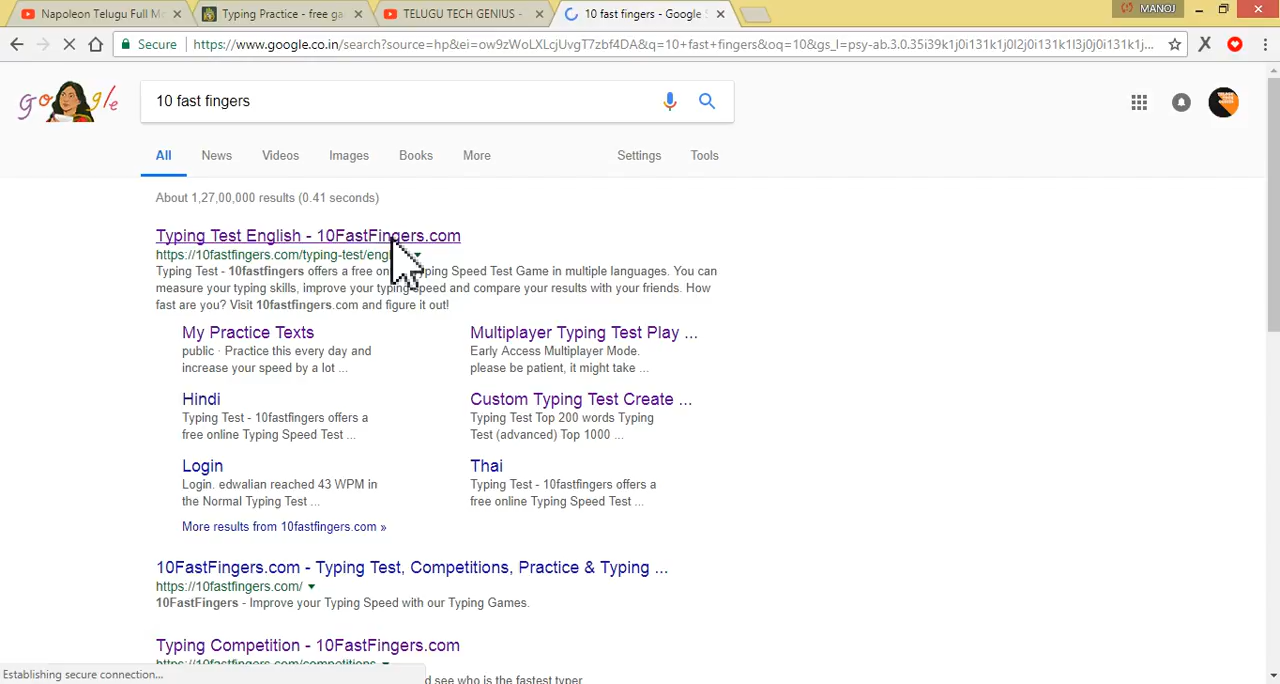 Napoleon Telugu Full Mo
Typing Practice - free ga
TELUGU TECH GENIUS -
10 fast fingers - Google S
MANOJ
Secure
https://www.google.co.in/search?source=hp&ei=ow9zWoLXLcjUvgT7zbf4DA&q=10+fast+fingers&oq=10&gs_l=psy-ab.3.0.35i39k1j0i131k1j0l2j0i131k1l3j0j0i131k1j...
10 fast fingers
All
News
Videos
Images
Books
More
Settings
Tools
About 1,27,00,000 results (0.41 seconds)
Typing Test English - 10FastFingers.com
https://10fastfingers.com/typing-test/eng
Typing Test - 10fastfingers offers a free on Typing Speed Test Game in multiple languages. You can
measure your typing skills, improve your typing speed and compare your results with your friends. How
fast are you? Visit 10fastfingers.com and figure it out!
My Practice Texts
public · Practice this every day and
increase your speed by a lot ...
Multiplayer Typing Test Play ...
Early Access Multiplayer Mode.
please be patient, it might take ...
Hindi
Typing Test - 10fastfingers offers a
free online Typing Speed Test ...
Custom Typing Test Create ...
Typing Test Top 200 words Typing
Test (advanced) Top 1000 ...
Login
Login. edwalian reached 43 WPM in
the Normal Typing Test ...
Thai
Typing Test - 10fastfingers offers a
free online Typing Speed Test ...
More results from 10fastfingers.com »
10FastFingers.com - Typing Test, Competitions, Practice & Typing ...
https://10fastfingers.com/
10FastFingers - Improve your Typing Speed with our Typing Games.
Typing Competition - 10FastFingers.com
https://10fastfingers.com/competitions
d see who is the fastest typer
Establishing secure connection...